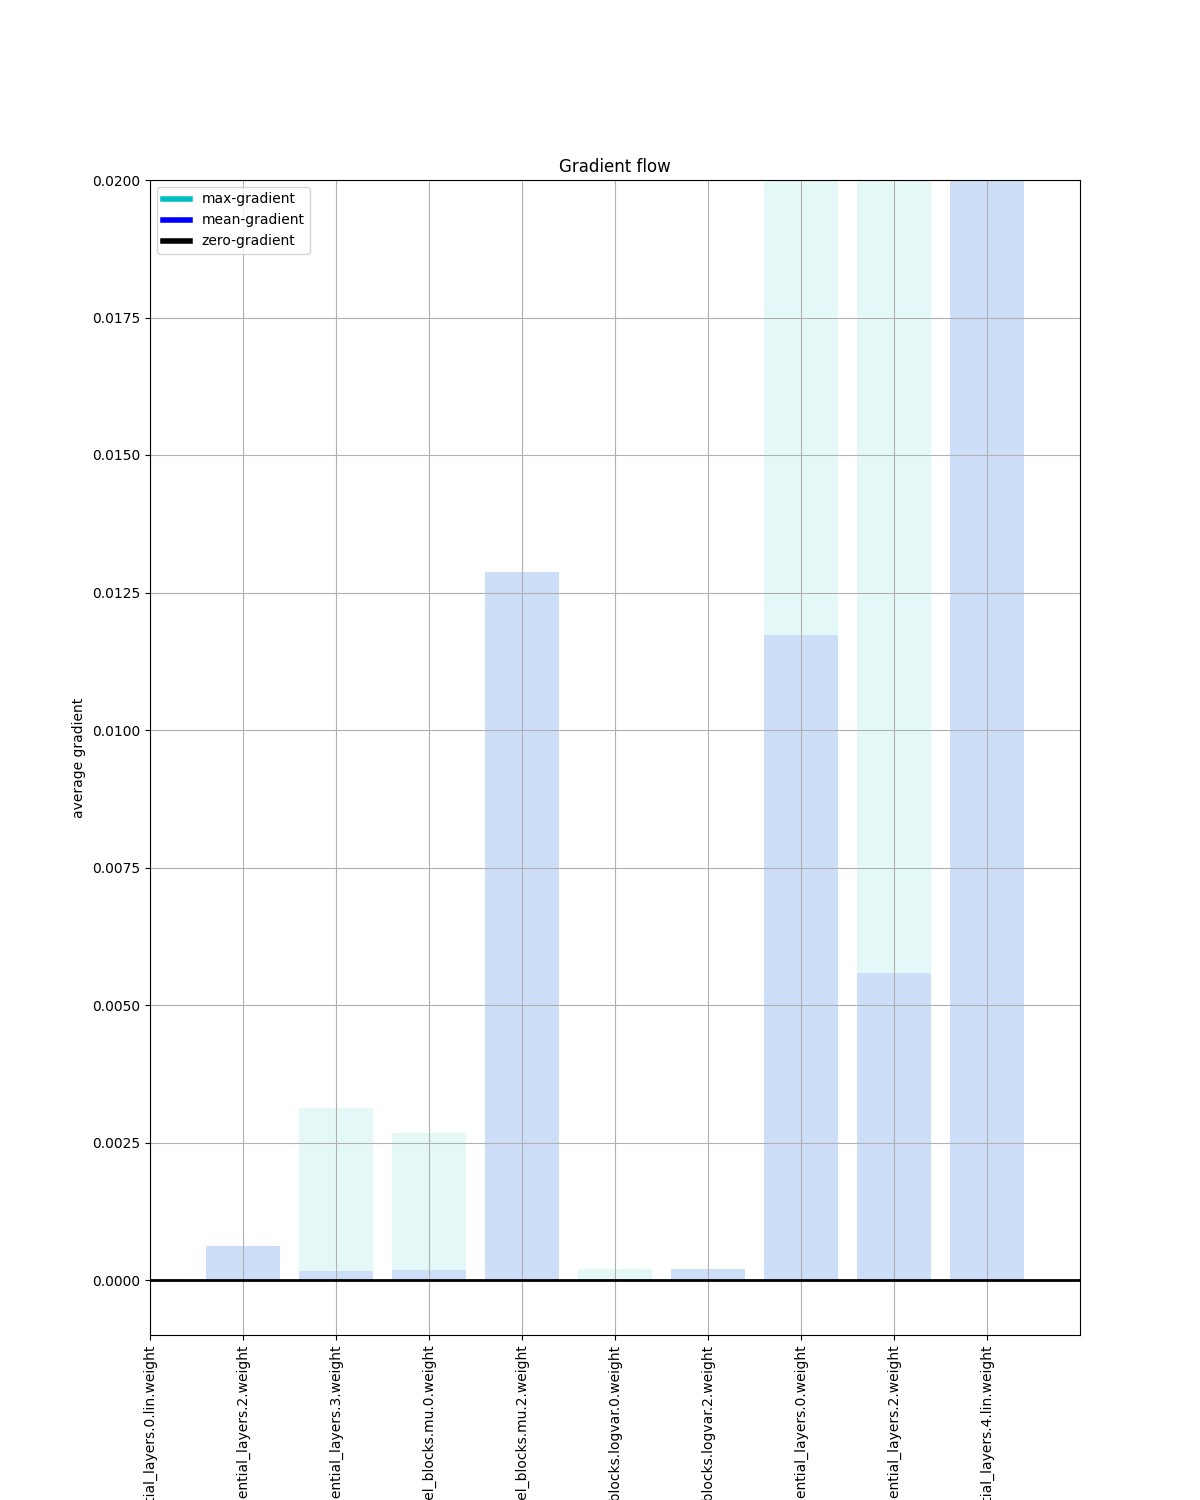 Gradient flow
max-gradient
mean-gradient
zero-gradient
0.0200
0.0175
0.0150
0.0125
0.0100
0.0075
0.0050
0.0025
0.0000
average gradient
tial_layers.0.lin.weight
ential_layers.2.weight
ential_layers.3.weight
el_blocks.mu.0.weight
el_blocks.mu.2.weight
blocks.logvar.0.weight
blocks.logvar.2.weight
ential_layers.0.weight
ential_layers.2.weight
tial_layers.4.lin.weight